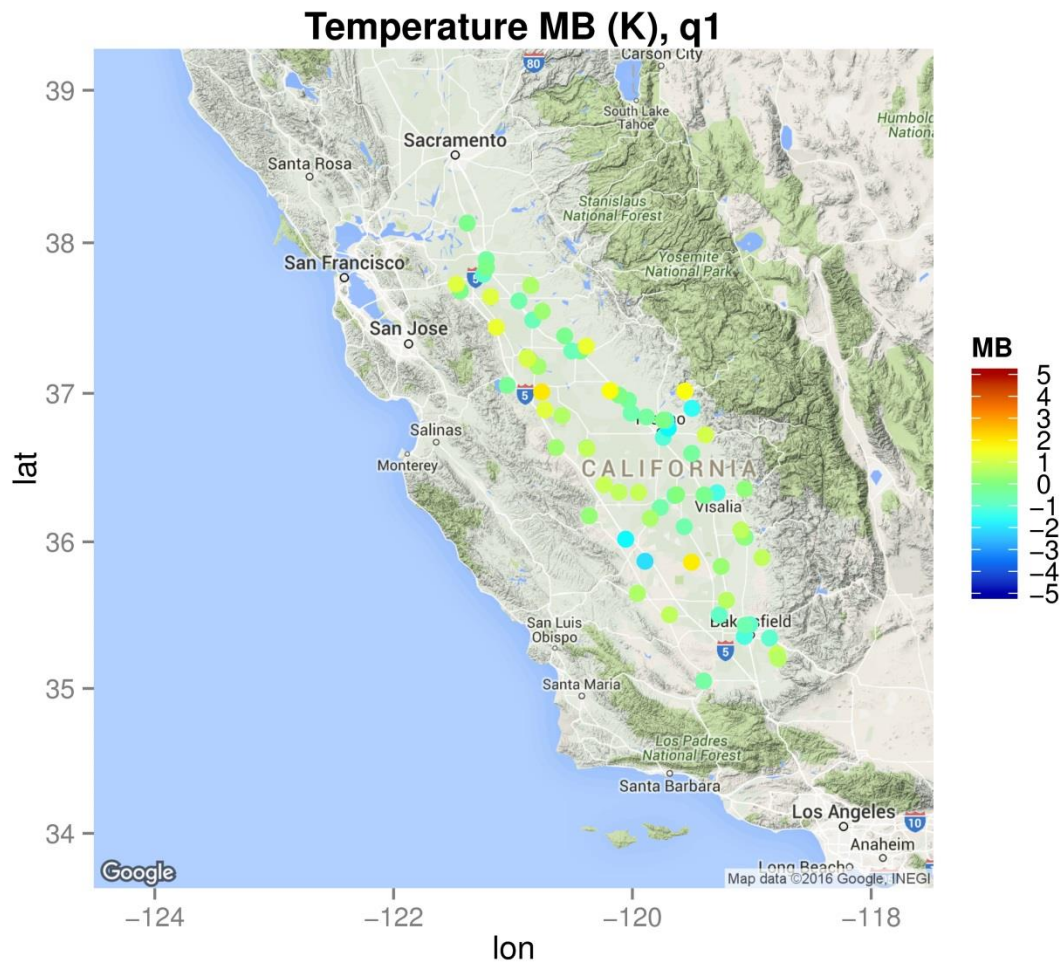 Temperature MB (K), q1
39
38
37
36
35
34
lat
−124
−122
−120
−118
lon
80
Carson City
South Lake
Tahoe
Humbol
Nation
Sacramento
Santa Rosa
Stanislaus
National Forest
Yosemite
National Park
San Francisco
5
San Jose
5
Salinas
Monterey
CALIFORNIA
Visalia
San Luis
Obispo
Bakersfield
5
Santa Maria
Los Padres
National Forest
Santa Barbara
Los Angeles
10
Anaheim
Long Beach
Google
Map data ©2016 Google, INEGI
MB
5
4
3
2
1
0
−1
−2
−3
−4
−5